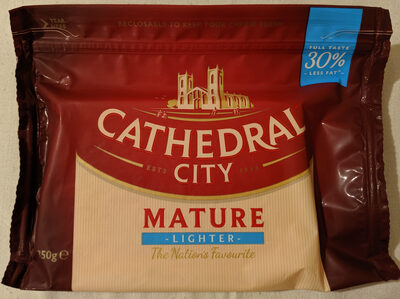 RECLOSABLE TO KEEP YOUR CHEESE FRESH
FULL TASTE
30%
- LESS FAT* -
CATHEDRAL
CITY
ESTD
MATURE
- LIGHTER -
The Nation's Favourite
350g e